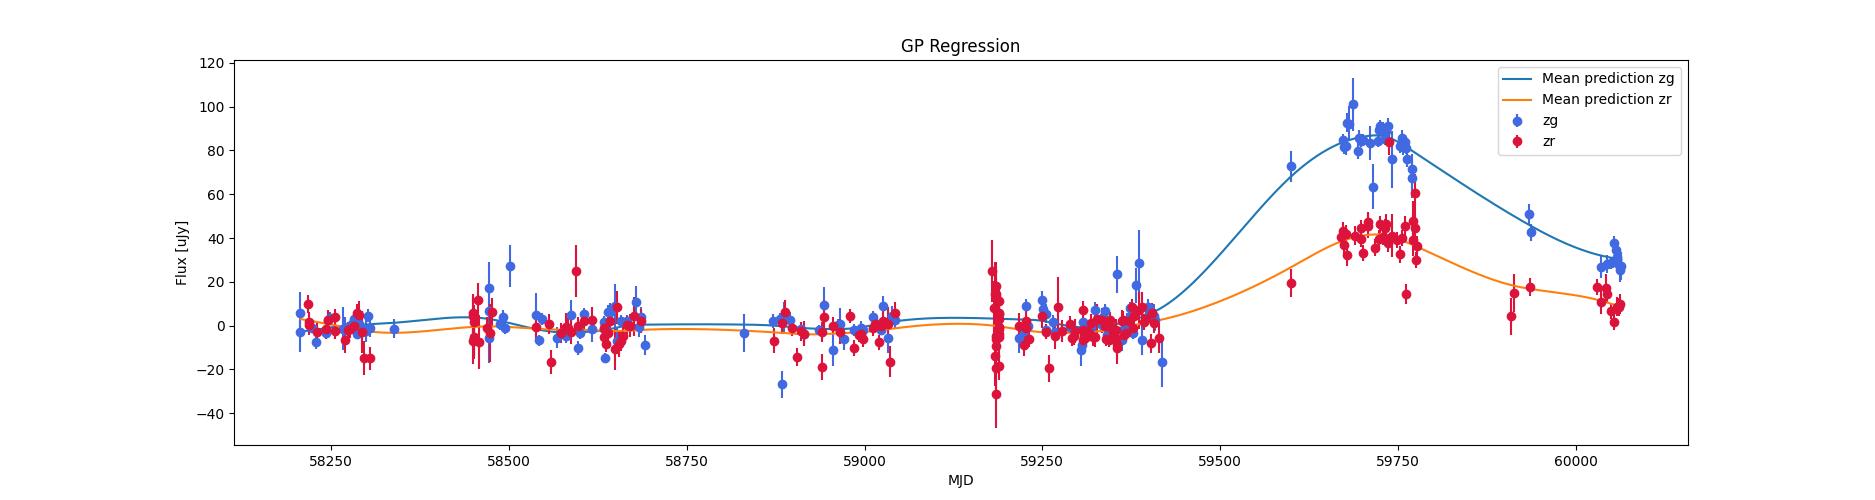 GP Regression
120
100
80
60
40
20
0
−20
−40
Flux [uJy]
58250
58500
58750
59000
59250
59500
59750
60000
MJD
Mean prediction zg
Mean prediction zr
zg
zr